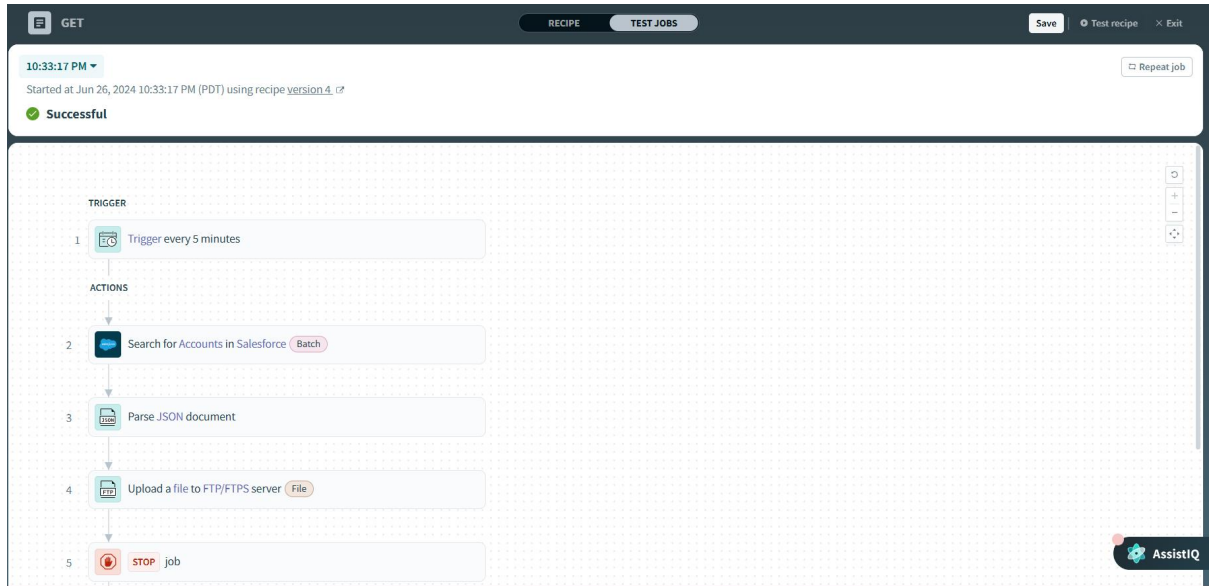 GET
RECIPE
TEST JOBS
Save
Test recipe
Exit
10:33:17 PM
Repeat job
Started at Jun 26, 2024 10:33:17 PM (PDT) using recipe version 4
Successful
TRIGGER
1 Trigger every 5 minutes
ACTIONS
2 Search for Accounts in Salesforce Batch
3 JSON Parse JSON document
4 FTP Upload a file to FTP/FTPS server File
5 STOP job
AssistIQ